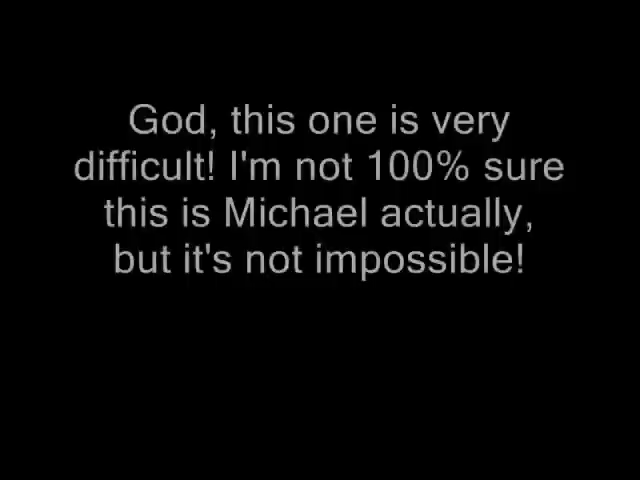 God, this one is very
difficult! I'm not 100% sure
this is Michael actually,
but it's not impossible!